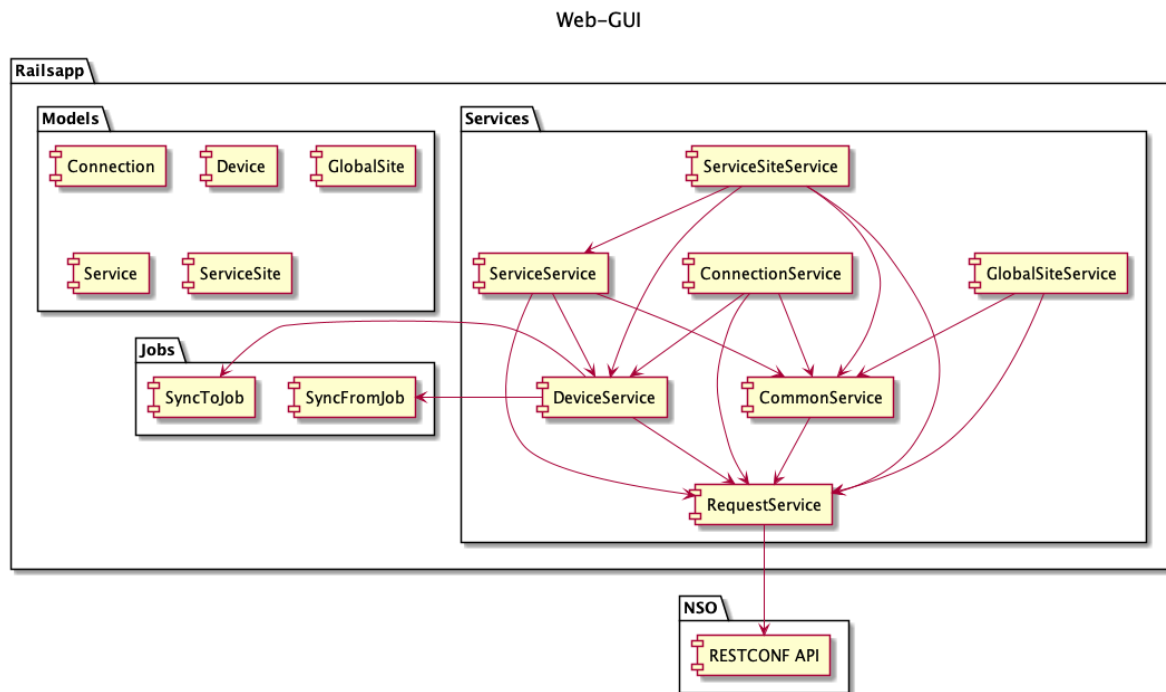 Web-GUI
Railsapp
Models
Connection
Device
GlobalSite
Service
ServiceSite
Services
ServiceSiteService
ServiceService
ConnectionService
GlobalSiteService
Jobs
SyncToJob
SyncFromJob
DeviceService
CommonService
RequestService
NSO
RESTCONF API